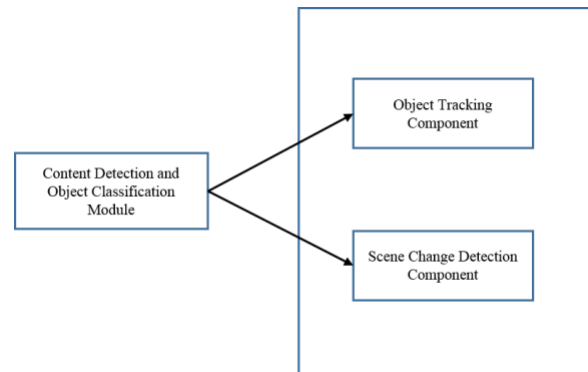 Object Tracking
Component
Content Detection and
Object Classification
Module
Scene Change Detection
Component